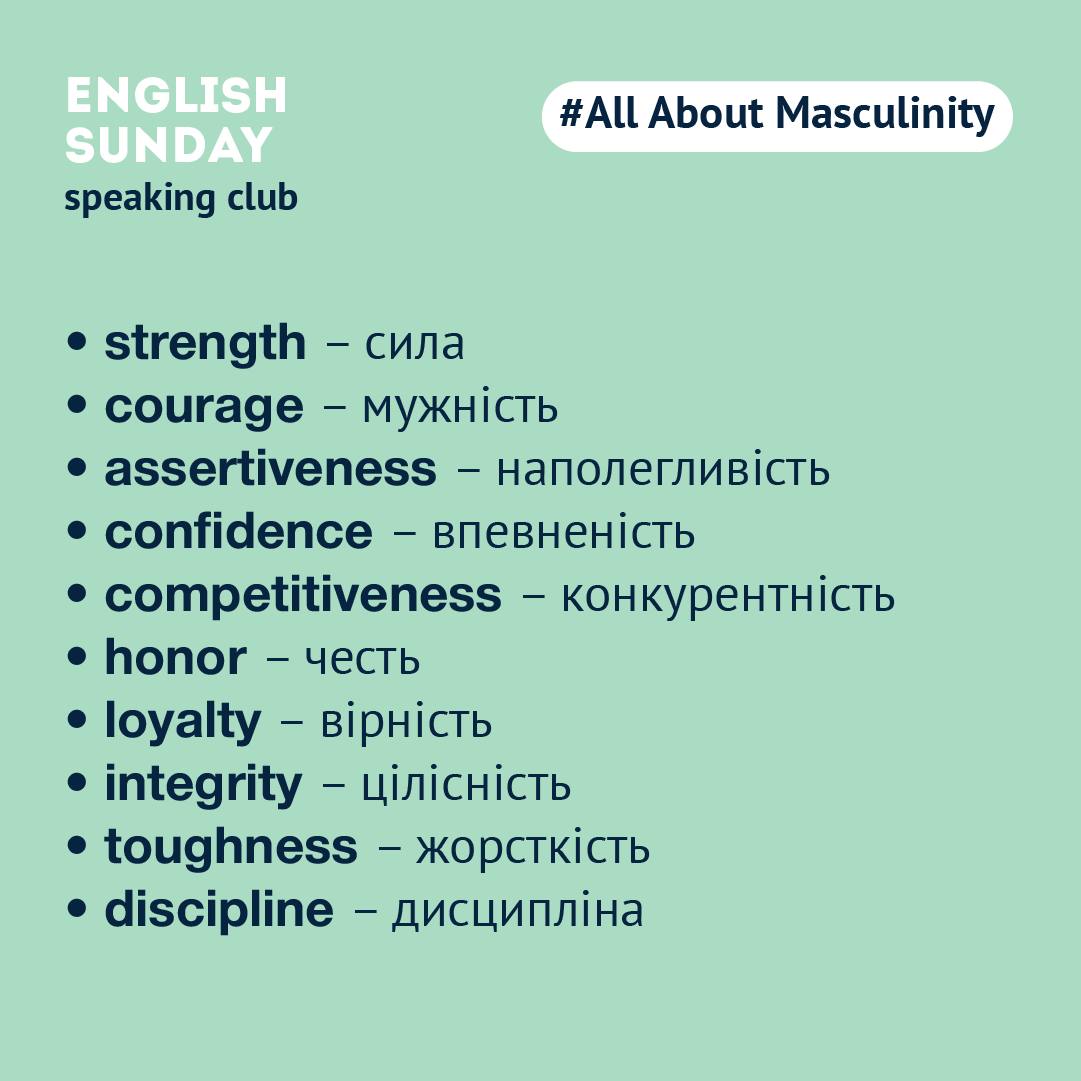 ENGLISH
SUNDAY
speaking club
#All About Masculinity
• strength – сила
• courage – мужність
• assertiveness – наполегливість
• confidence – впевненість
• competitiveness – конкурентність
• honor – честь
• loyalty – вірність
• integrity – цілісність
• toughness – жорсткість
• discipline – дисципліна